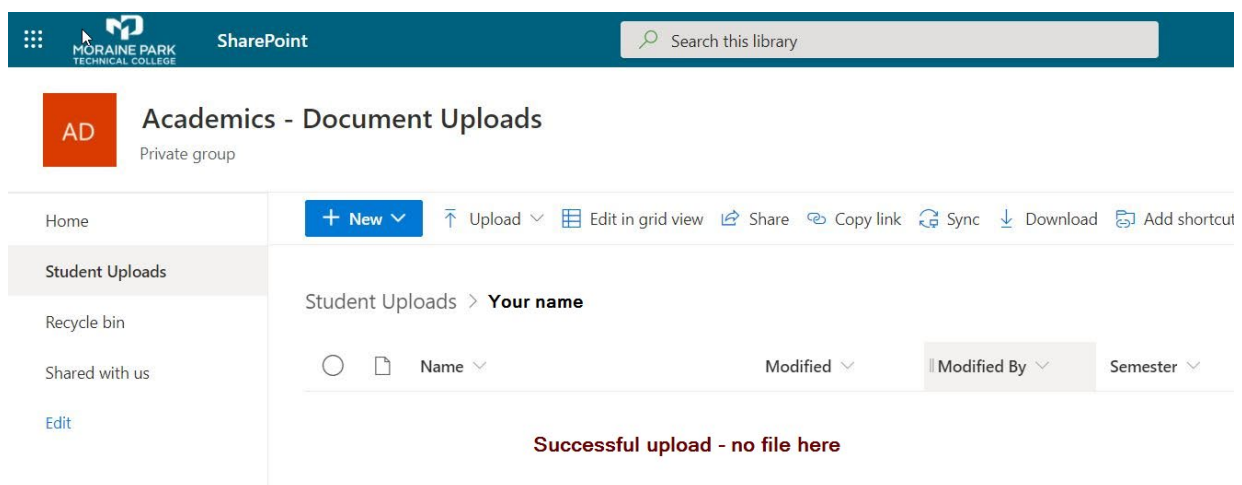 MORAINE PARK
TECHNICAL COLLEGE
SharePoint
Search this library
AD
Academics - Document Uploads
Private group
Home
Student Uploads
Recycle bin
Shared with us
Edit
+ New
Upload
Edit in grid view
Share
Copy link
Sync
Download
Add shortcut
Student Uploads > Your name
Name
Modified
Modified By
Semester
Successful upload - no file here